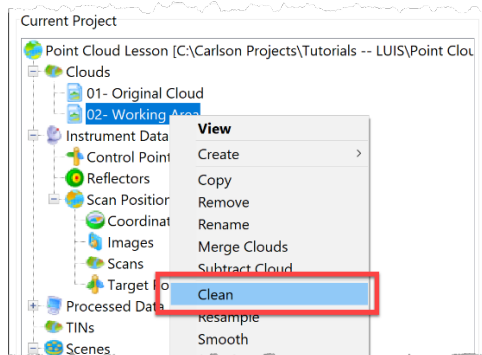 Current Project
Point Cloud Lesson [C:\Carlson Projects\Tutorials -- LUIS\Point Clou
Clouds
01- Original Cloud
02- Working Area
Instrument Data
Control Point
Reflectors
Scan Position
Coordinat
Images
Scans
Target Po
Processed Data
TINs
Scenes
View
Create
Copy
Remove
Rename
Merge Clouds
Subtract Cloud
Clean
Resample
Smooth